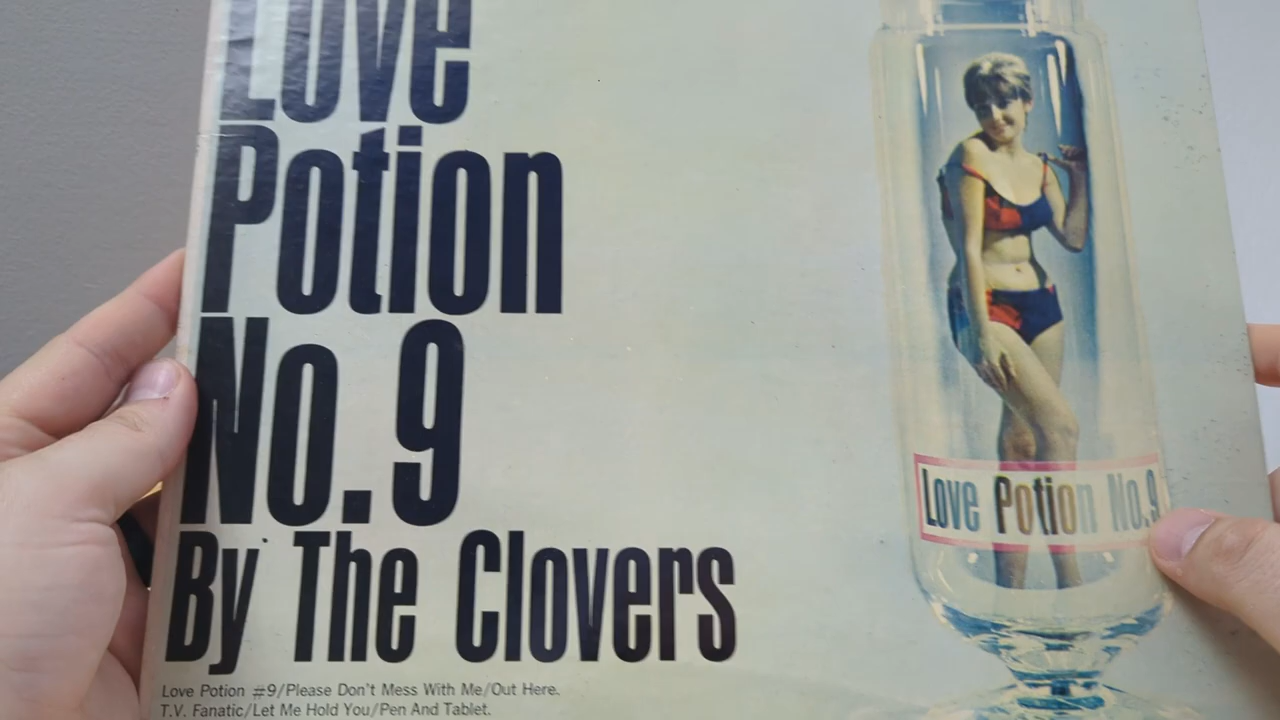 Love
Potion
No.9
By The Clovers
Love Potion No.9
Love Potion #9/Please Don't Mess With Me/Out Here.
T.V. Fanatic/Let Me Hold You/Pen And Tablet.